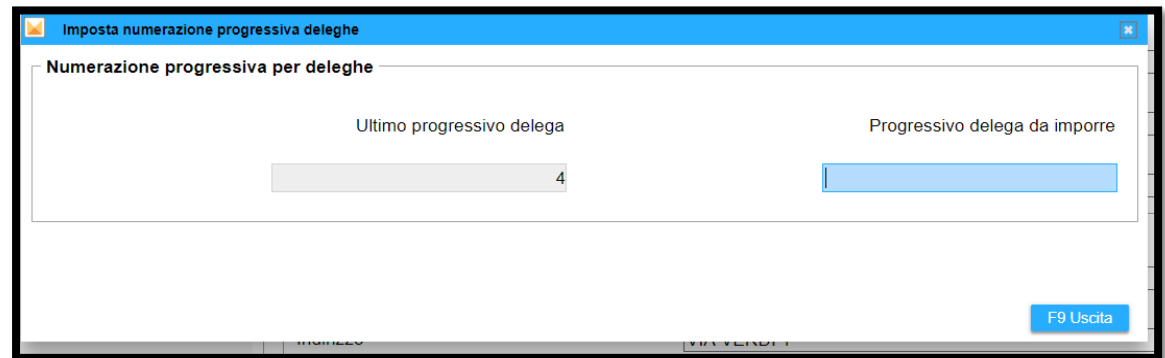 Imposta numerazione progressiva deleghe
Numerazione progressiva per deleghe
Ultimo progressivo delega Progressivo delega da imporre
4
F9 Uscita